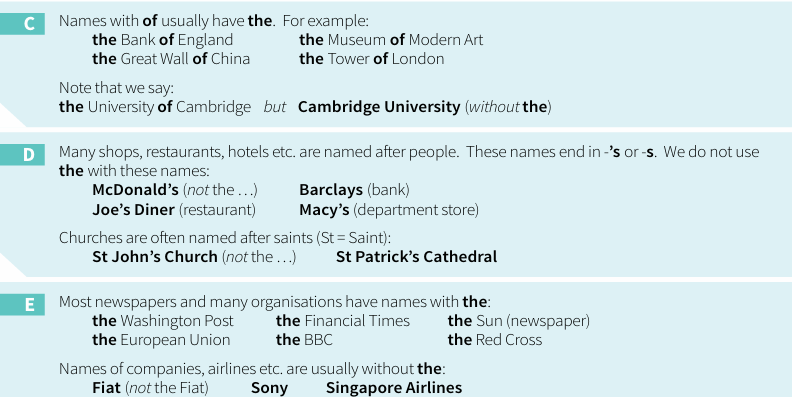 C
Names with of usually have the. For example:
the Bank of England the Museum of Modern Art
the Great Wall of China the Tower of London
Note that we say:
the University of Cambridge but Cambridge University (without the)
D
Many shops, restaurants, hotels etc. are named after people. These names end in -'s or -s. We do not use
the with these names:
McDonald's (not the …) Barclays (bank)
Joe's Diner (restaurant) Macy's (department store)
Churches are often named after saints (St = Saint):
St John's Church (not the …) St Patrick's Cathedral
E
Most newspapers and many organisations have names with the:
the Washington Post the Financial Times the Sun (newspaper)
the European Union the BBC the Red Cross
Names of companies, airlines etc. are usually without the:
Fiat (not the Fiat) Sony Singapore Airlines